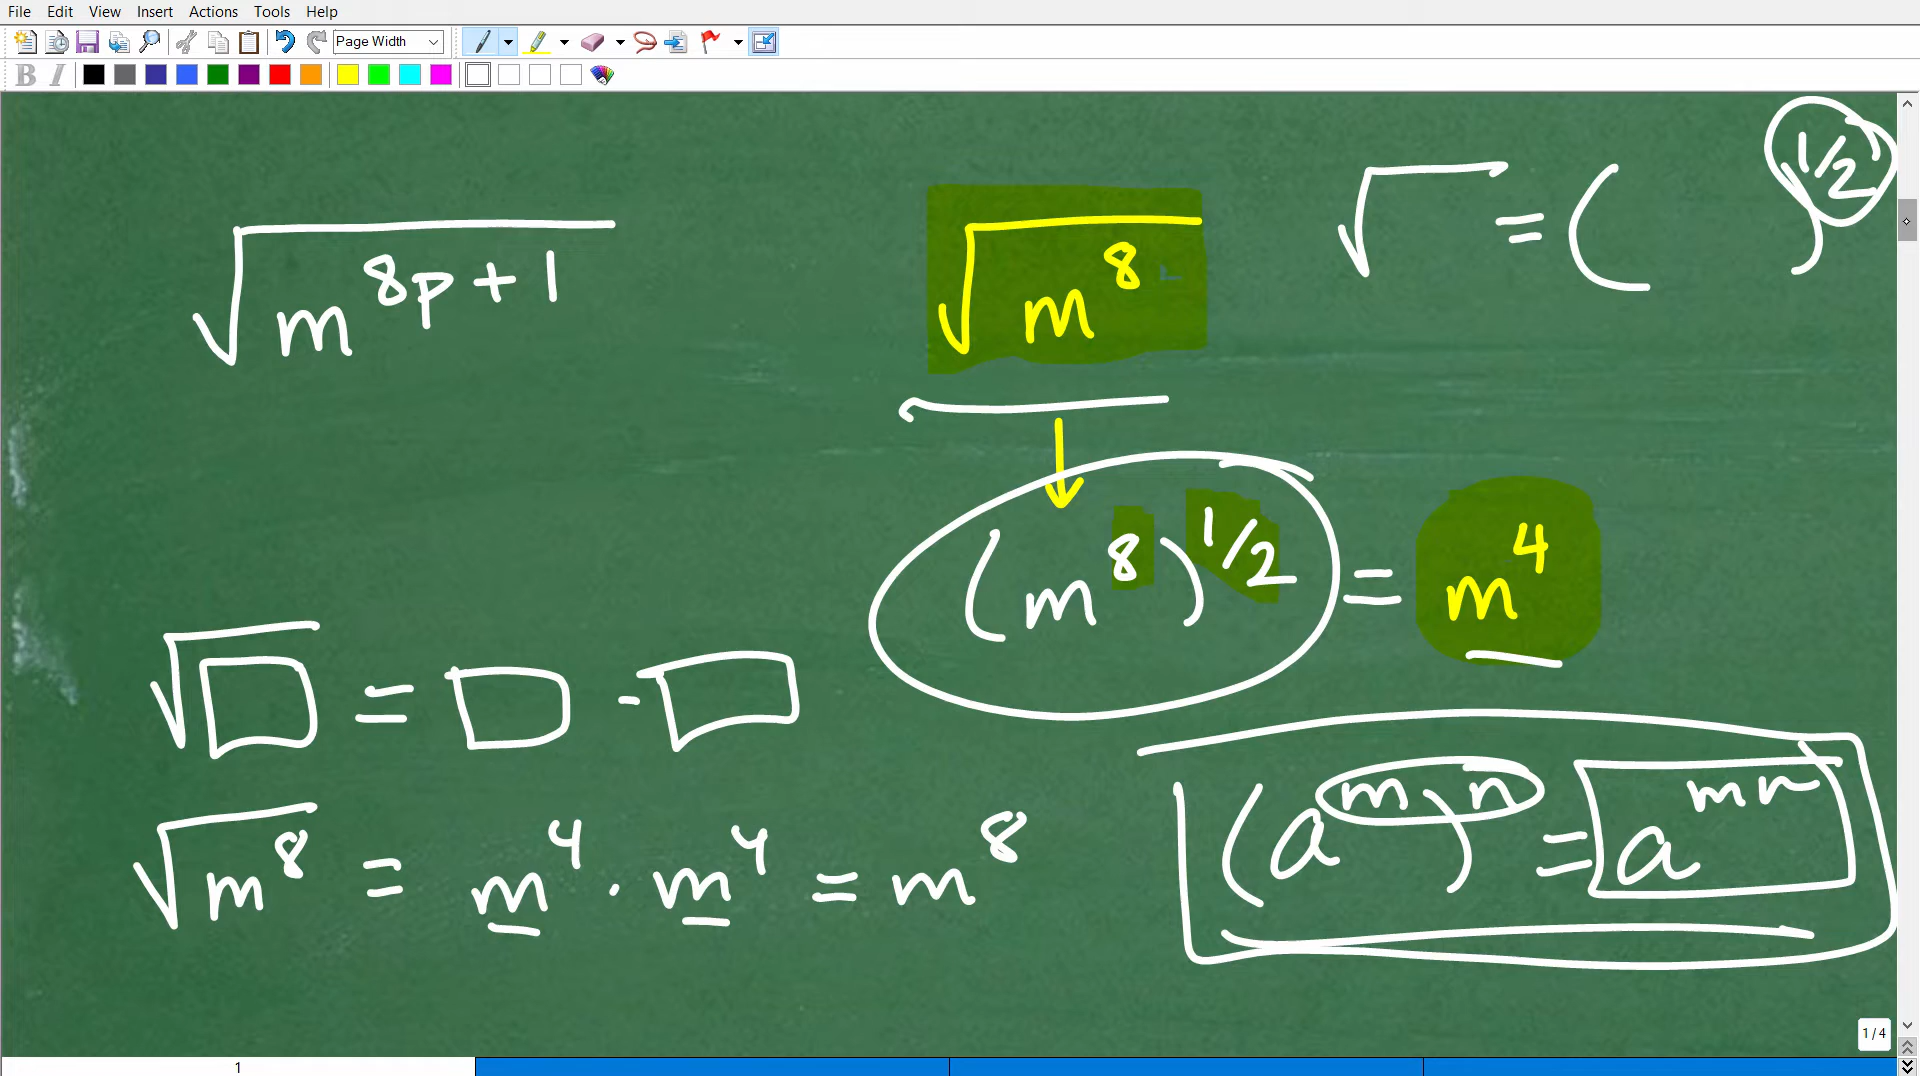 File Edit View Insert Actions Tools Help
Page Width
B I
√m^(8p+1)
√m^8
√ = ( )^(1/2)
(m^8)^(1/2) = m^4
√□ = □ · □
√m^8 = m^4 · m^4 = m^8
(a^m)^n = a^(mn)
1 / 4
1